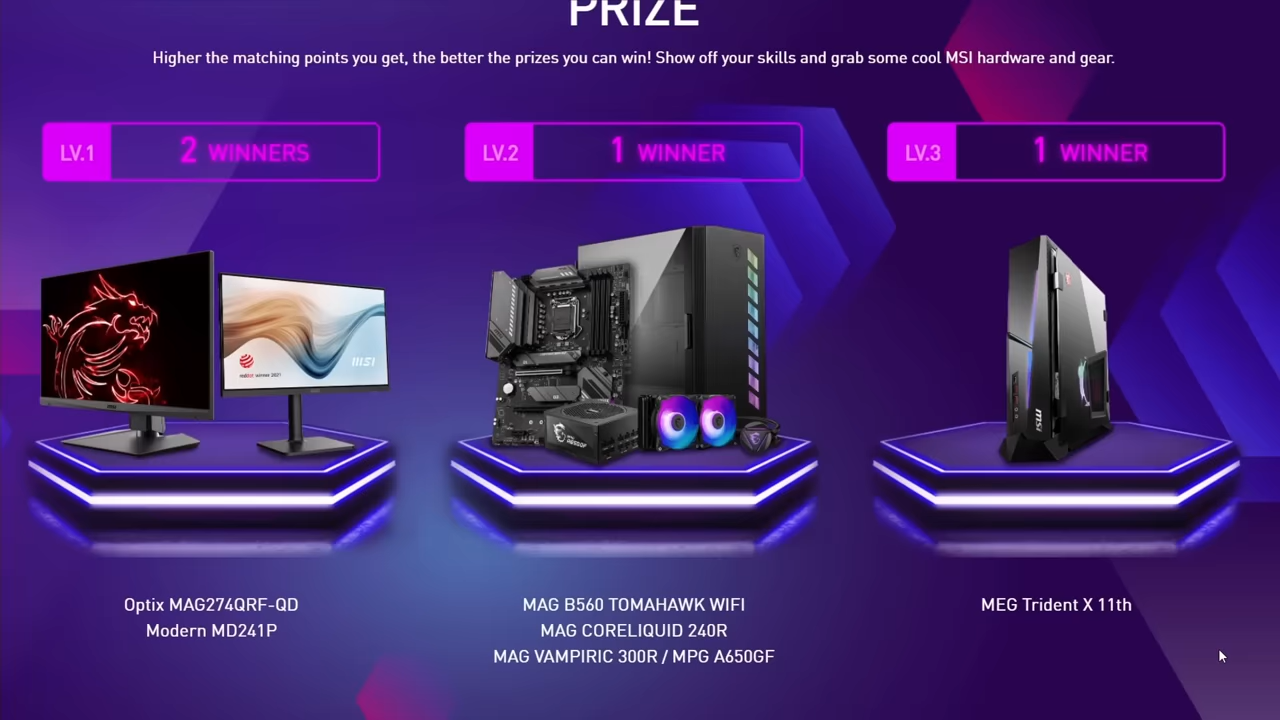 PRIZE
Higher the matching points you get, the better the prizes you can win! Show off your skills and grab some cool MSI hardware and gear.
LV.1
2 WINNERS
LV.2
1 WINNER
LV.3
1 WINNER
msi
msi
Optix MAG274QRF-QD
Modern MD241P
MAG B560 TOMAHAWK WIFI
MAG CORELIQUID 240R
MAG VAMPIRIC 300R / MPG A650GF
MEG Trident X 11th